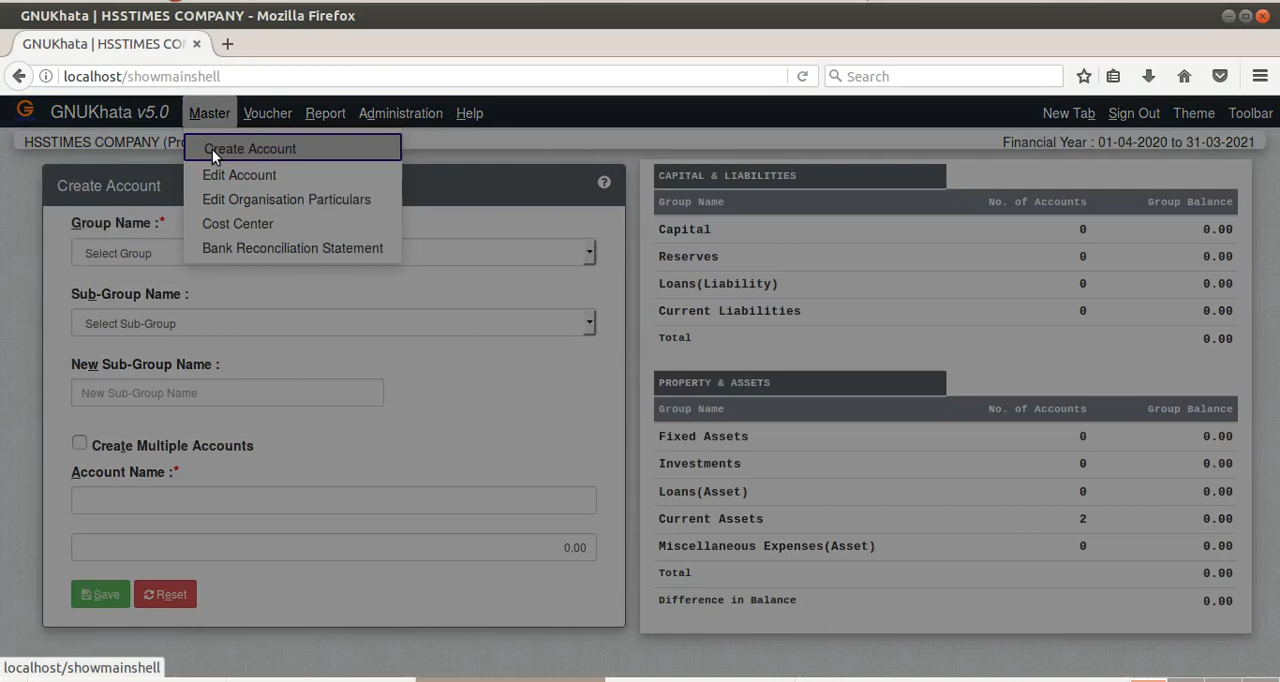 GNUKhata | HSSTIMES COMPANY - Mozilla Firefox
GNUKhata | HSSTIMES CO
localhost/showmainshell
Search
GNUKhata v5.0 Master Voucher Report Administration Help New Tab Sign Out Theme Toolbar
HSSTIMES COMPANY (Pro
Financial Year : 01-04-2020 to 31-03-2021
Create Account
Edit Account
Edit Organisation Particulars
Cost Center
Bank Reconciliation Statement
Create Account
Group Name :*
Select Group
Sub-Group Name :
Select Sub-Group
New Sub-Group Name :
New Sub-Group Name
Create Multiple Accounts
Account Name :*
0.00
Save Reset
CAPITAL & LIABILITIES
Group Name No. of Accounts Group Balance
Capital 0 0.00
Reserves 0 0.00
Loans(Liability) 0 0.00
Current Liabilities 0 0.00
Total 0.00
PROPERTY & ASSETS
Group Name No. of Accounts Group Balance
Fixed Assets 0 0.00
Investments 0 0.00
Loans(Asset) 0 0.00
Current Assets 2 0.00
Miscellaneous Expenses(Asset) 0 0.00
Total 0.00
Difference in Balance 0.00
localhost/showmainshell